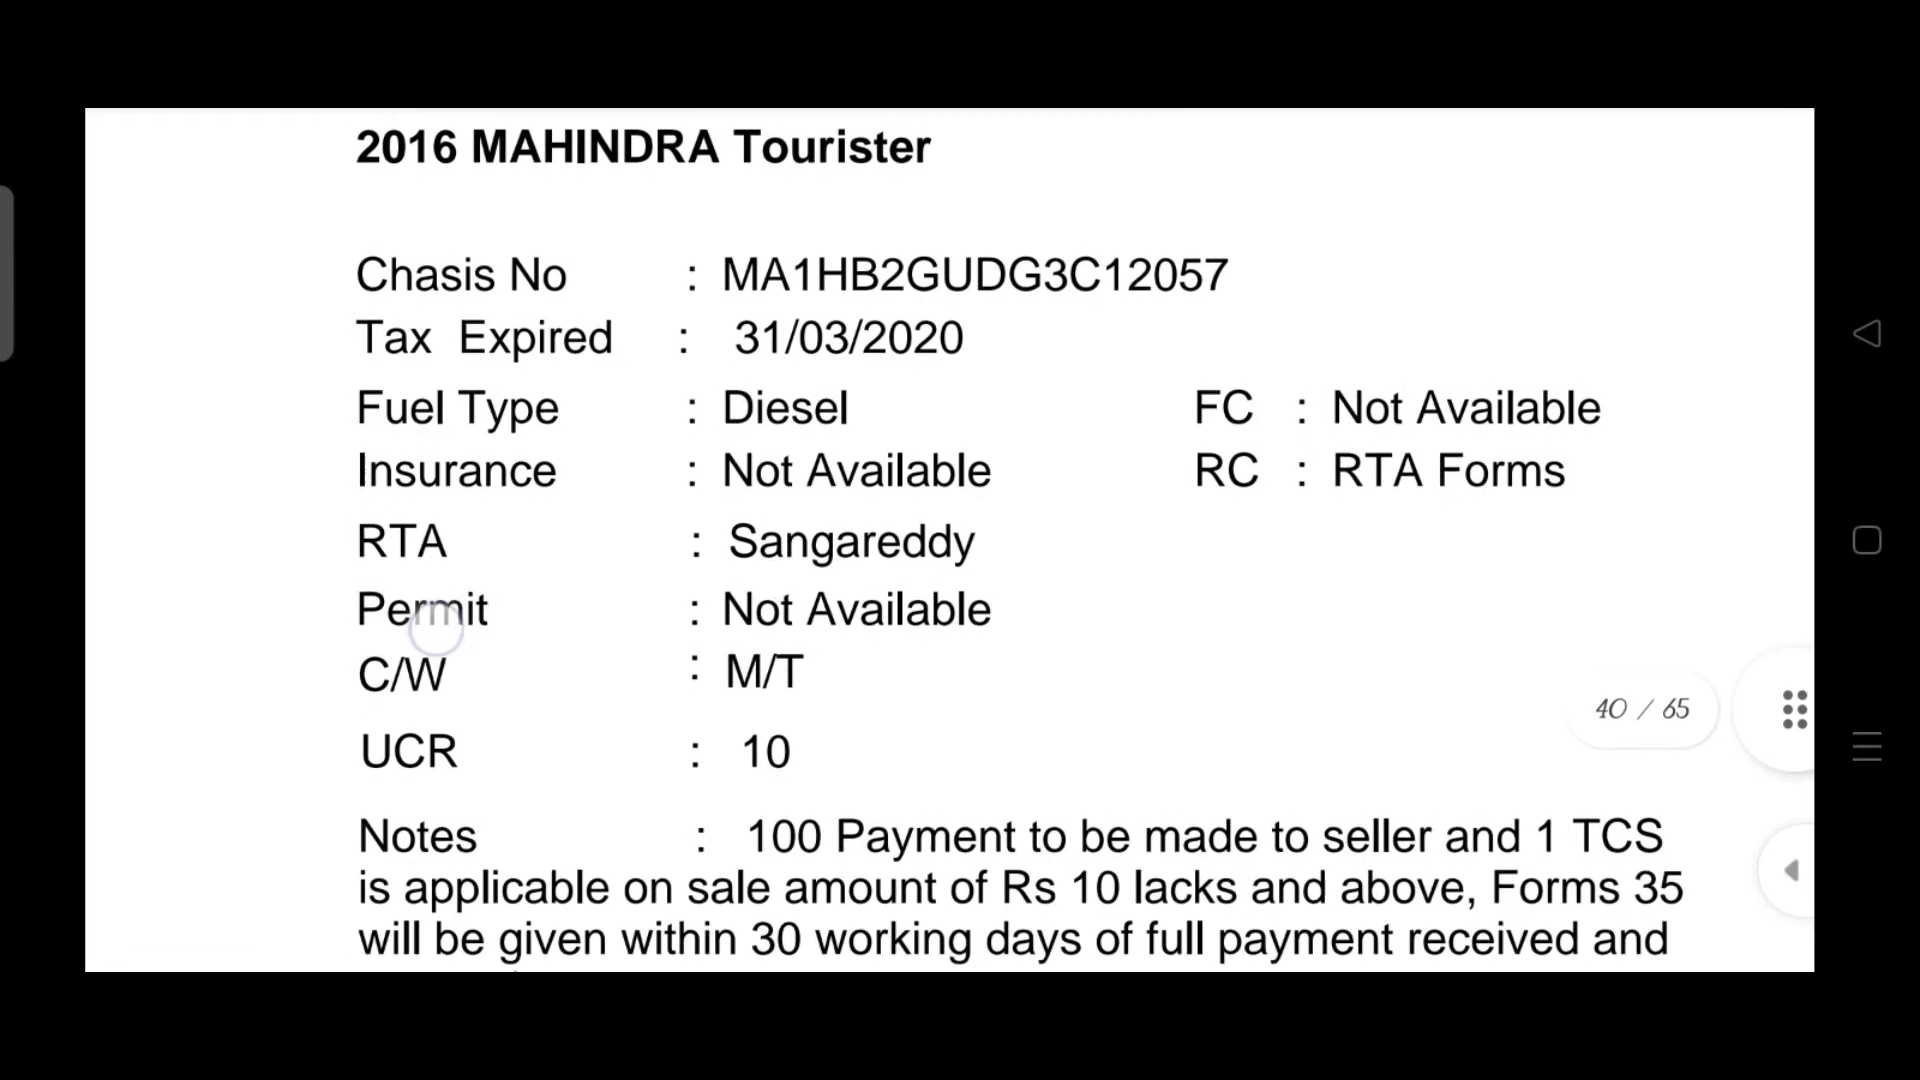 2016 MAHINDRA Tourister
Chasis No : MA1HB2GUDG3C12057
Tax Expired : 31/03/2020
Fuel Type : Diesel FC : Not Available
Insurance : Not Available RC : RTA Forms
RTA : Sangareddy
Permit : Not Available
C/W : M/T
40 / 65
UCR : 10
Notes : 100 Payment to be made to seller and 1 TCS
is applicable on sale amount of Rs 10 lacks and above, Forms 35
will be given within 30 working days of full payment received and